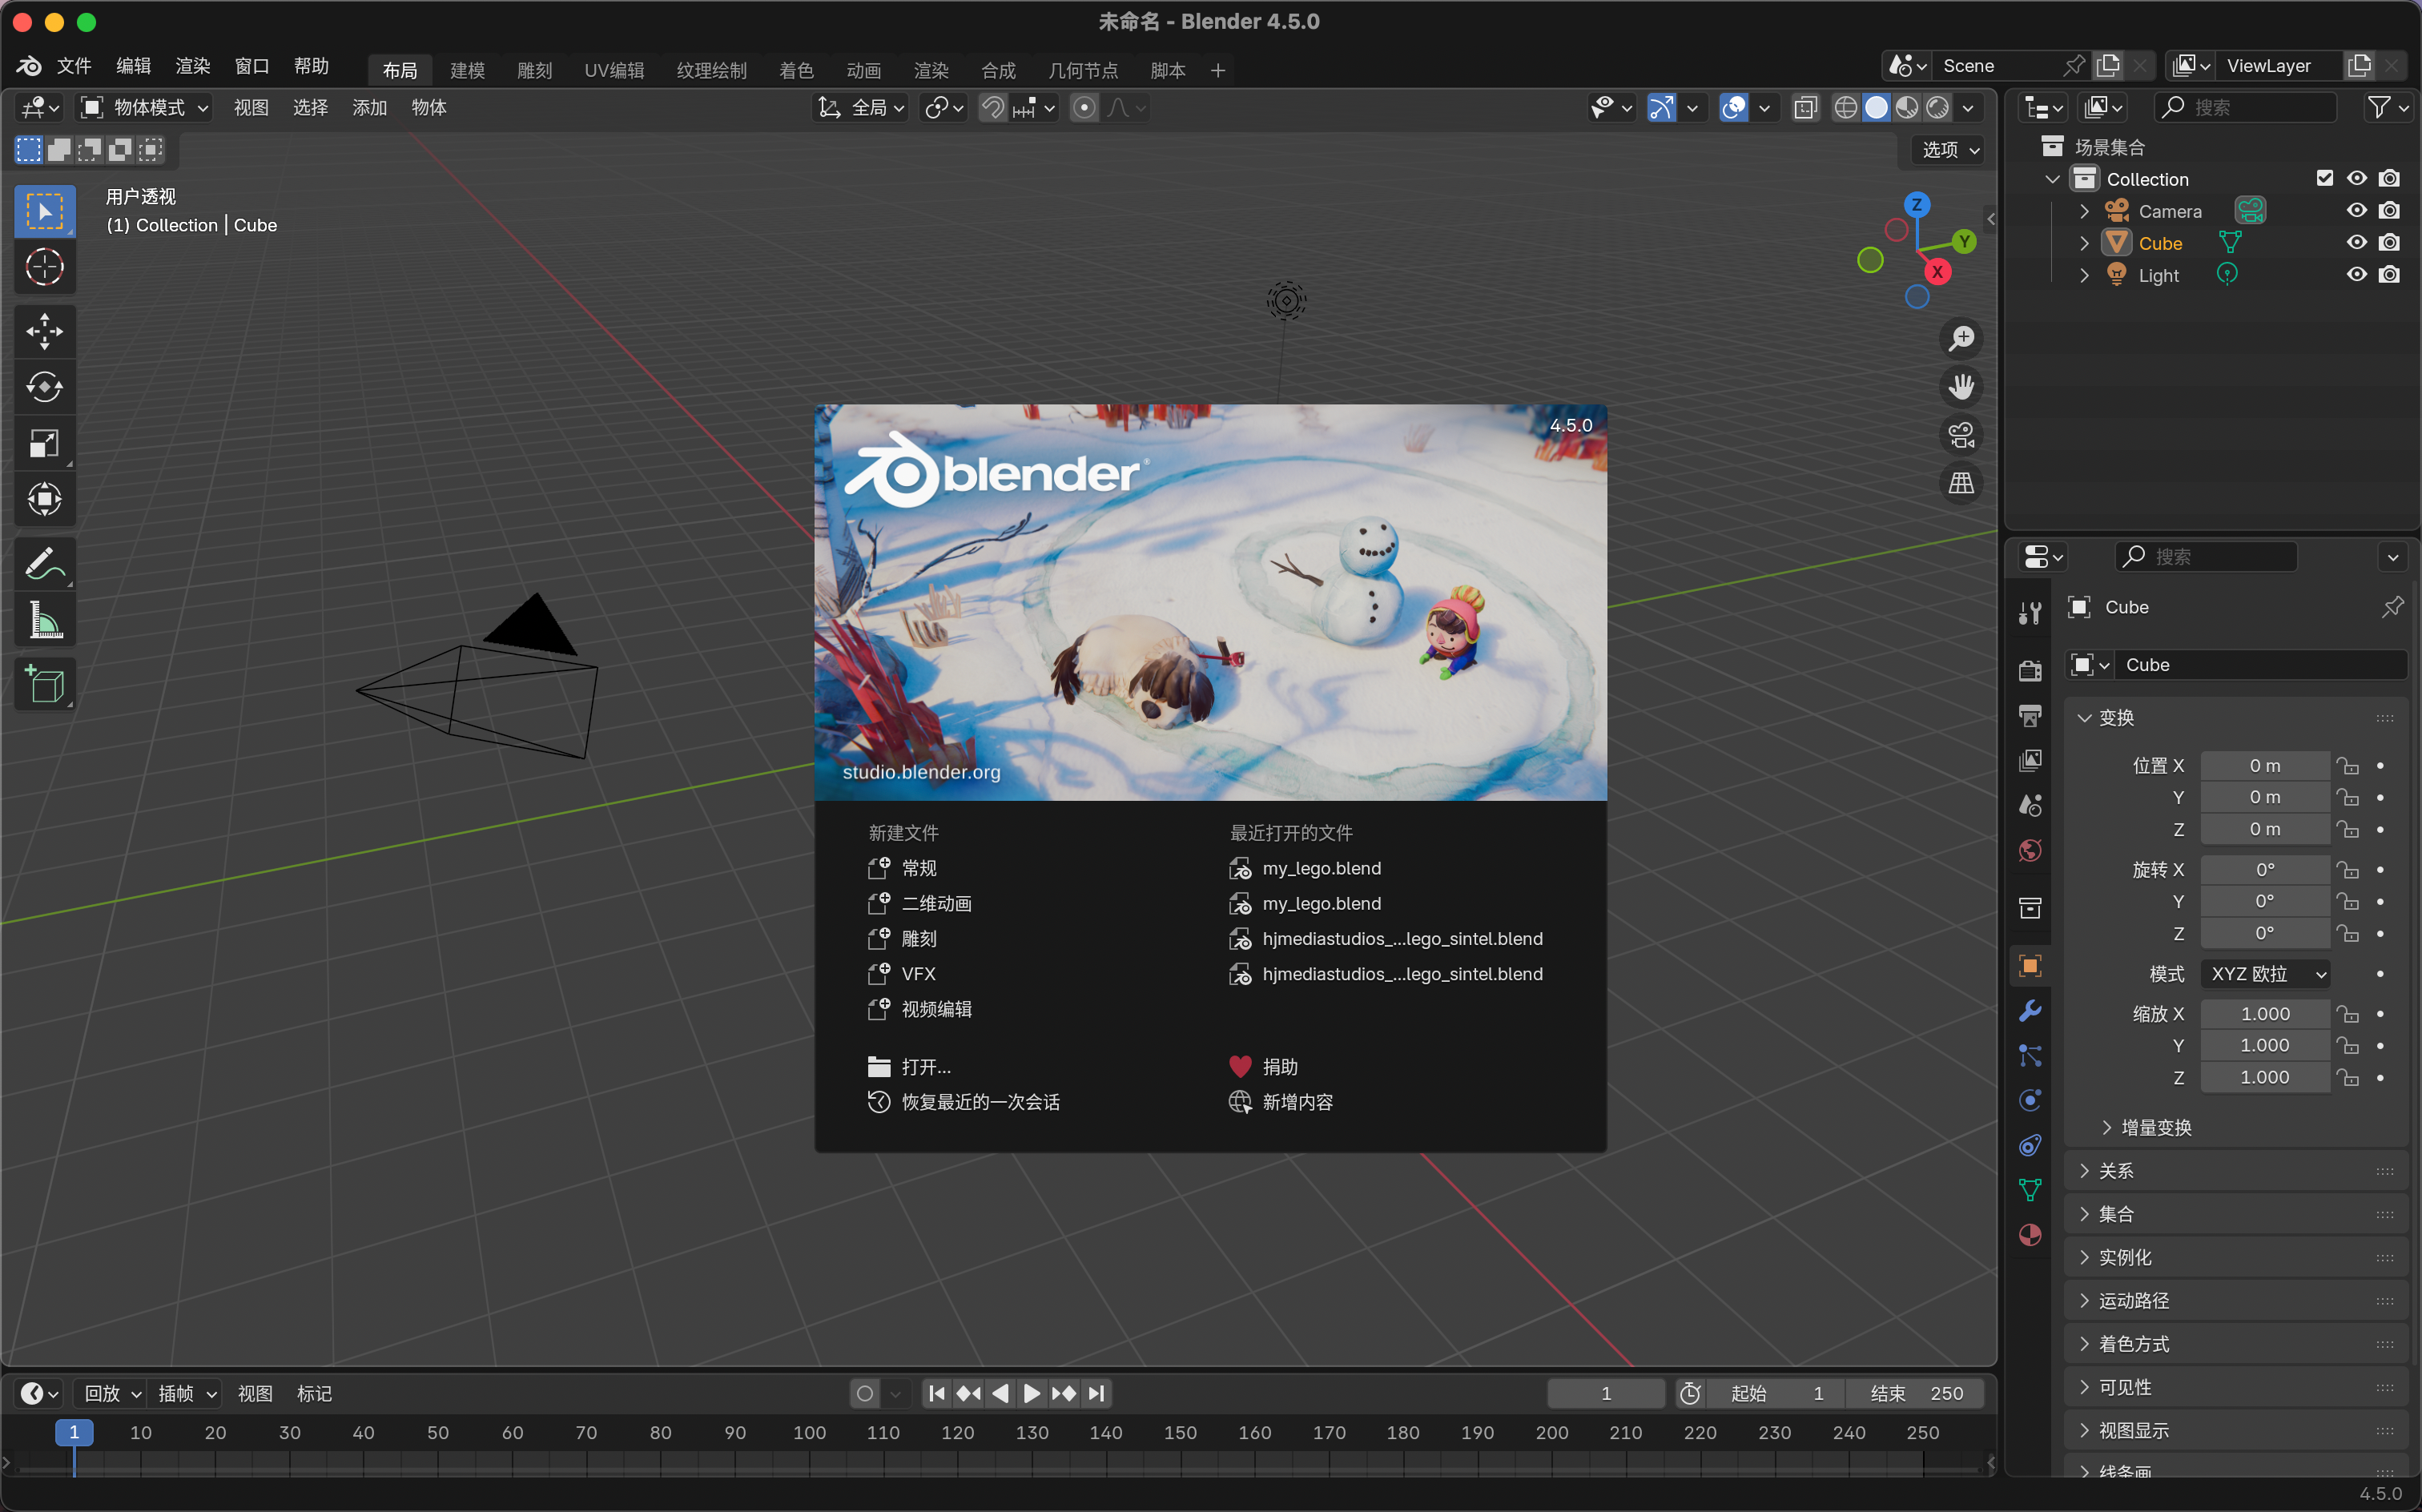 未命名 - Blender 4.5.0
文件 编辑 渲染 窗口 帮助 布局 建模 雕刻 UV编辑 纹理绘制 着色 动画 渲染 合成 几何节点 脚本 + Scene ViewLayer
物体模式 视图 选择 添加 物体 全局 搜索
选项
用户透视
(1) Collection | Cube
Z
Y
X
场景集合
Collection
Camera
Cube
Light
4.5.0
blender
studio.blender.org
新建文件
常规
二维动画
雕刻
VFX
视频编辑
打开...
恢复最近的一次会话
最近打开的文件
my_lego.blend
my_lego.blend
hjmediastudios_...lego_sintel.blend
hjmediastudios_...lego_sintel.blend
捐助
新增内容
搜索
Cube
Cube
变换
位置 X 0 m
Y 0 m
Z 0 m
旋转 X 0°
Y 0°
Z 0°
模式 XYZ 欧拉
缩放 X 1.000
Y 1.000
Z 1.000
增量变换
关系
集合
实例化
运动路径
着色方式
可见性
视图显示
线条画
回放 插帧 视图 标记 1 起始 1 结束 250
1 10 20 30 40 50 60 70 80 90 100 110 120 130 140 150 160 170 180 190 200 210 220 230 240 250
4.5.0